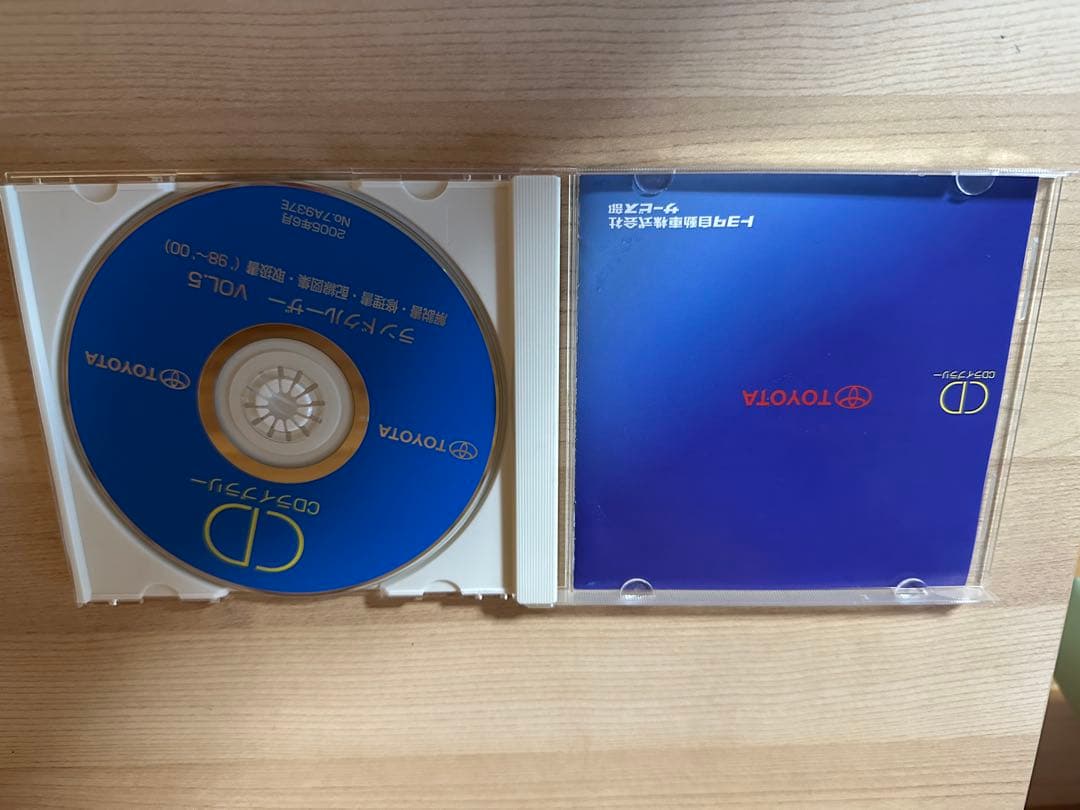 CD
CDライブラリー
TOYOTA
TOYOTA
ランドクルーザー VOL.5
解説書・修理書・配線図集・取扱書('98~'00)
2005年6月
No.7A937E
CD
CDライブラリー
TOYOTA
トヨタ自動車株式会社
サービス部